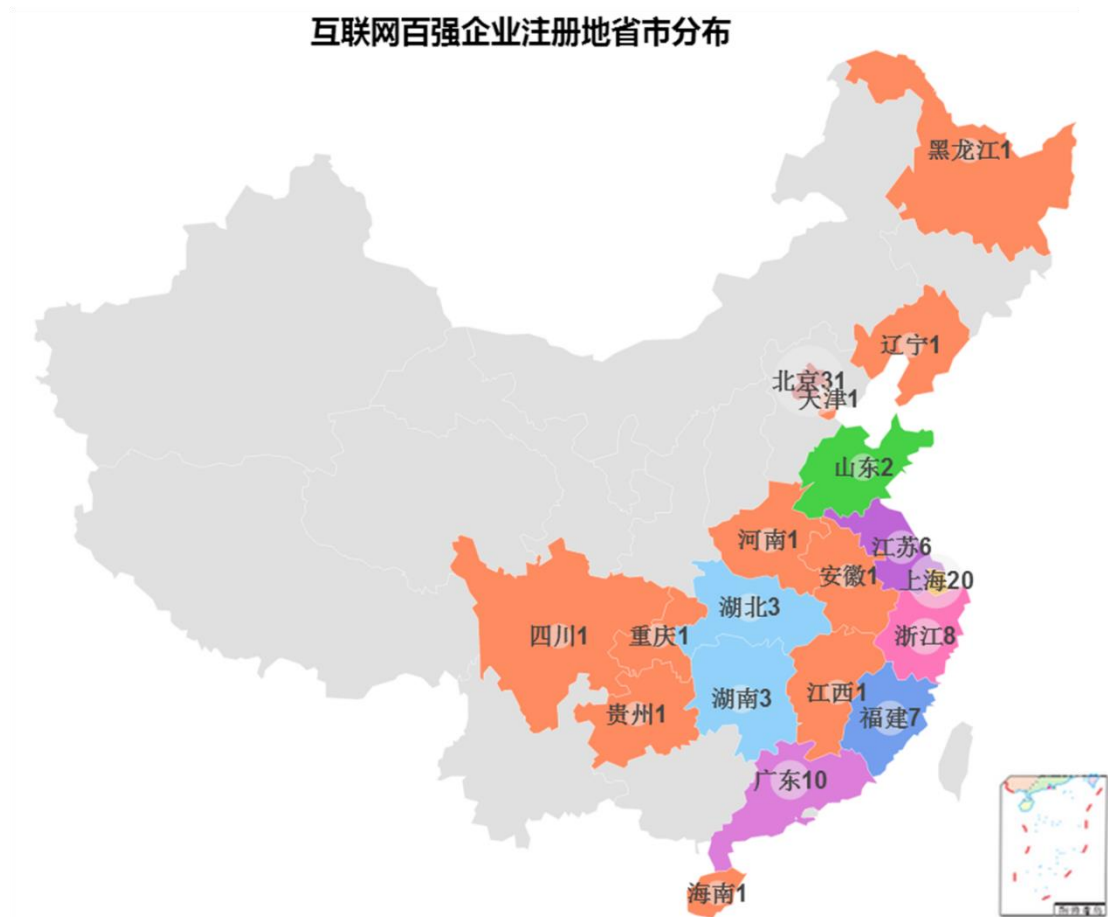 互联网百强企业注册地省市分布
黑龙江1
辽宁1
北京31
天津1
山东2
河南1
江苏6
安徽1
上海20
湖北3
四川1
重庆1
浙江8
湖南3
江西1
贵州1
福建7
广东10
海南1